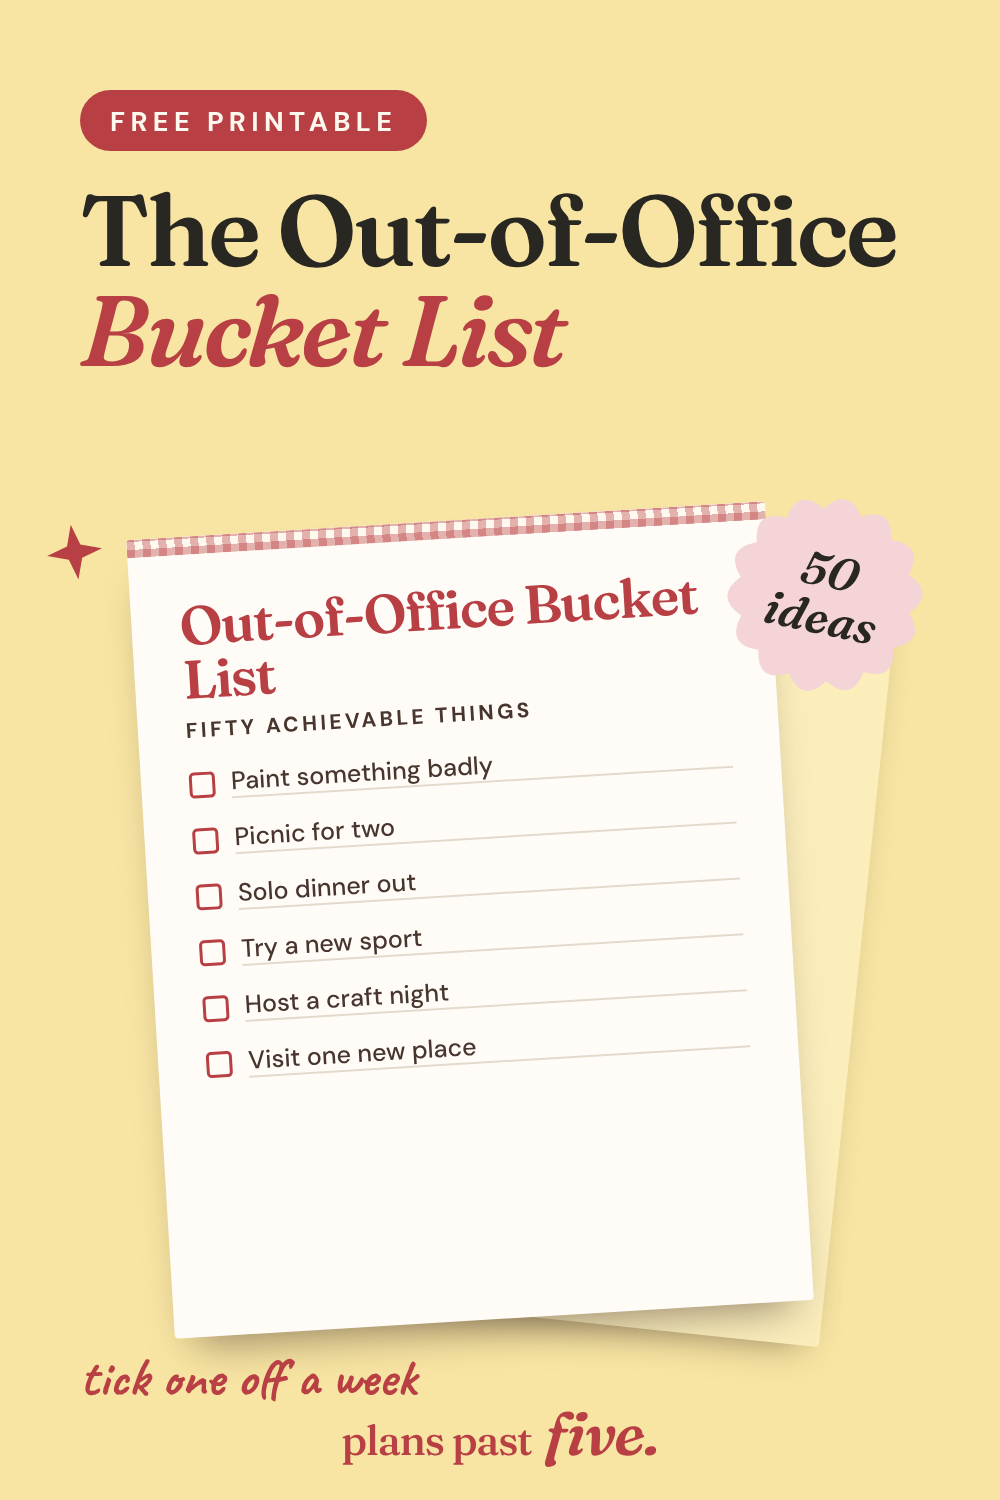 FREE PRINTABLE
The Out-of-Office
Bucket List
50
ideas
Out-of-Office Bucket
List
FIFTY ACHIEVABLE THINGS
Paint something badly
Picnic for two
Solo dinner out
Try a new sport
Host a craft night
Visit one new place
tick one off a week
plans past five.